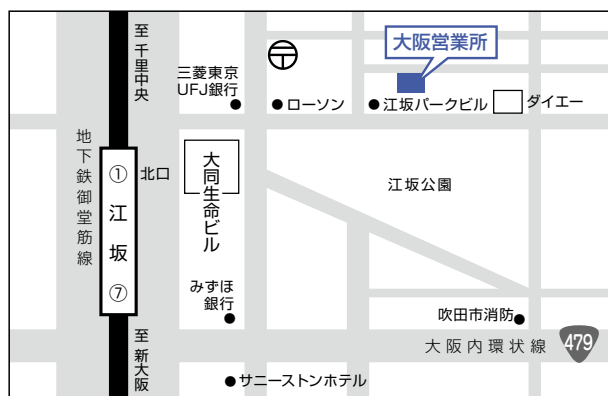 至 千里中央
三菱東京
UFJ銀行
〒
大阪営業所
ローソン
江坂パークビル
ダイエー
地下鉄御堂筋線
① 江坂 ⑦
北口
大同生命ビル
江坂公園
みずほ
銀行
吹田市消防
至 新大阪
大阪内環状線
479
サニーストンホテル